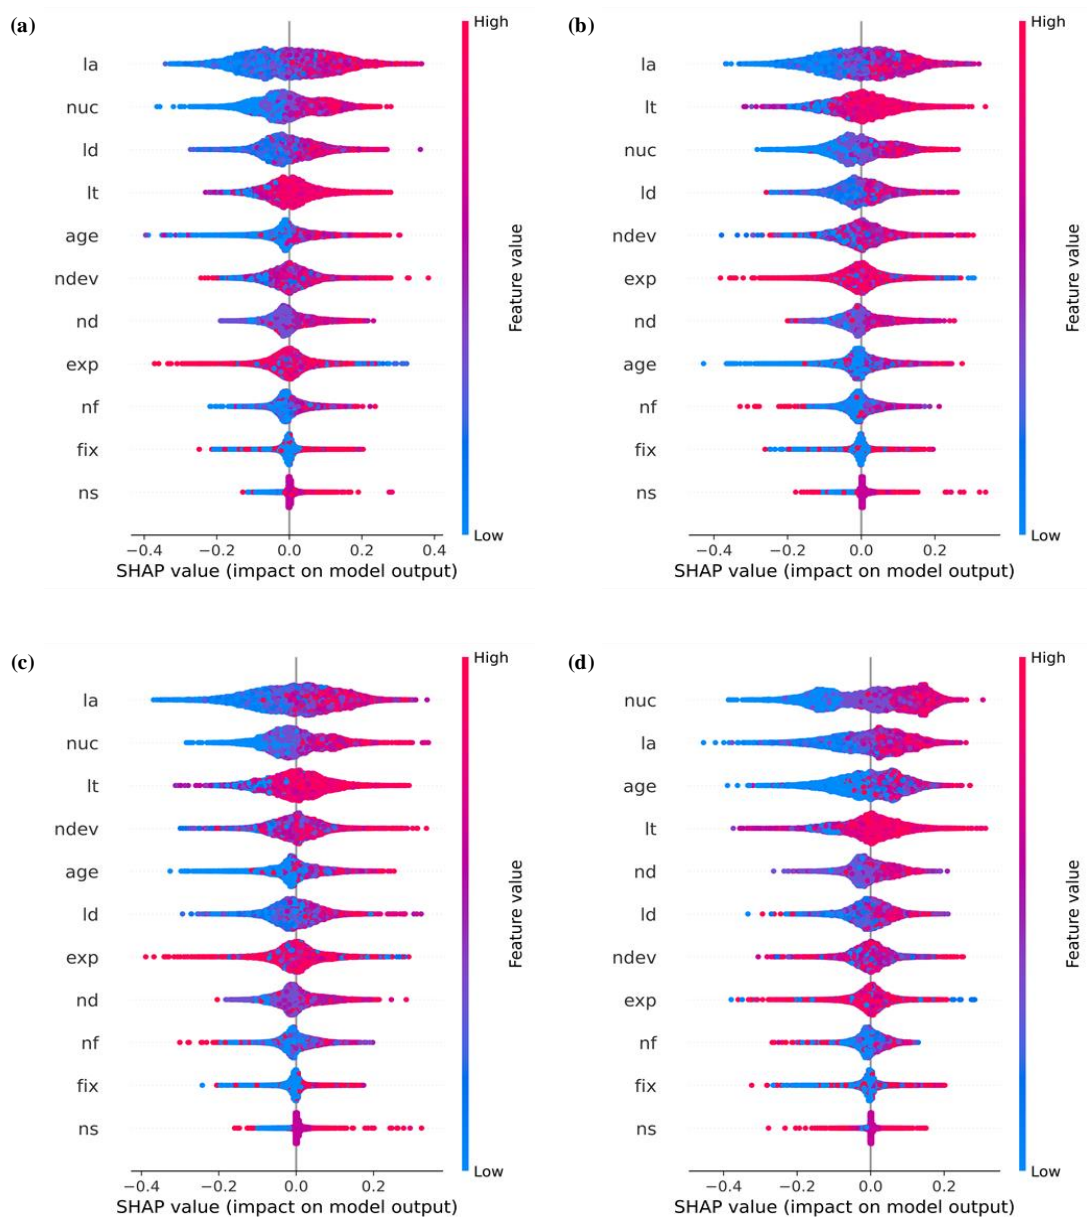 (a)
High
la
nuc
ld
lt
age
ndev
nd
exp
nf
fix
ns
Feature value
Low
−0.4 −0.2 0.0 0.2 0.4
SHAP value (impact on model output)
(b)
High
la
lt
nuc
ld
ndev
exp
nd
age
nf
fix
ns
Feature value
Low
−0.4 −0.2 0.0 0.2
SHAP value (impact on model output)
(c)
High
la
nuc
lt
ndev
age
ld
exp
nd
nf
fix
ns
Feature value
Low
−0.4 −0.2 0.0 0.2
SHAP value (impact on model output)
(d)
High
nuc
la
age
lt
nd
ld
ndev
exp
nf
fix
ns
Feature value
Low
−0.4 −0.2 0.0 0.2
SHAP value (impact on model output)